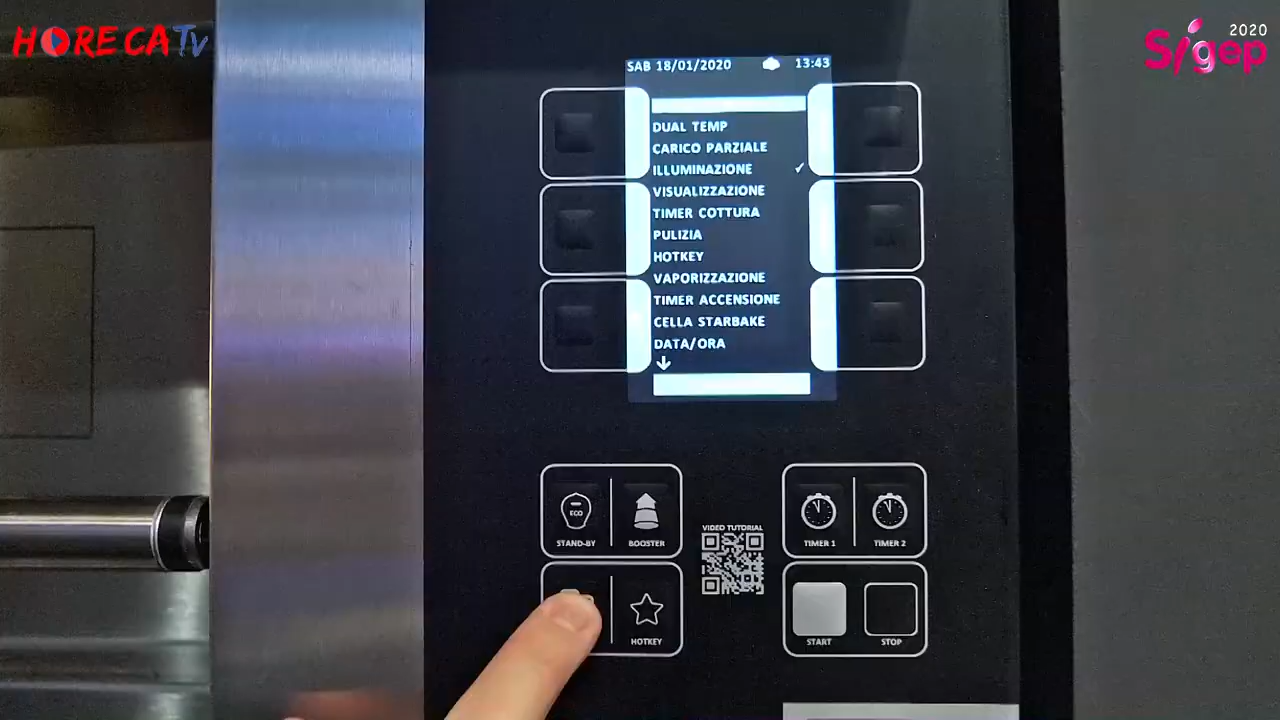 HORECATv
Sigep
2020
SAB 18/01/2020
13:43
DUAL TEMP
CARICO PARZIALE
ILLUMINAZIONE ✓
VISUALIZZAZIONE
TIMER COTTURA
PULIZIA
HOTKEY
VAPORIZZAZIONE
TIMER ACCENSIONE
CELLA STARBAKE
DATA/ORA
ECO
STAND-BY
BOOSTER
VIDEO TUTORIAL
TIMER 1
TIMER 2
HOTKEY
START
STOP